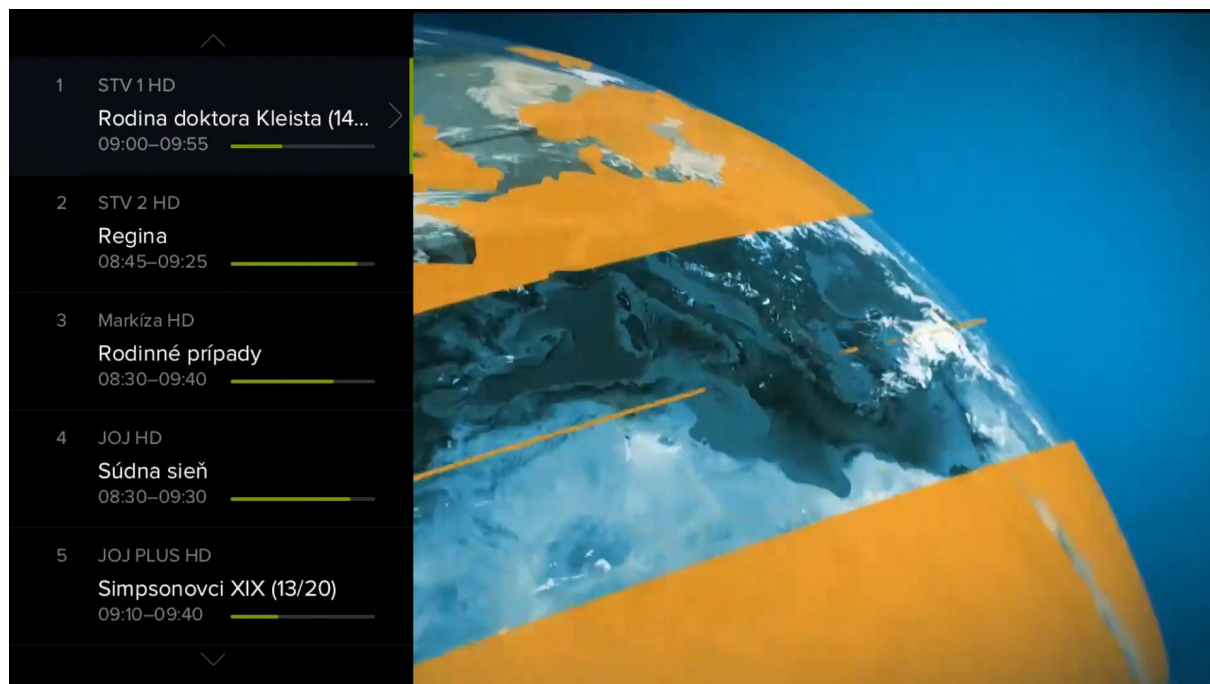 1 STV 1 HD
Rodina doktora Kleista (14...
09:00–09:55
2 STV 2 HD
Regina
08:45–09:25
3 Markíza HD
Rodinné prípady
08:30–09:40
4 JOJ HD
Súdna sieň
08:30–09:30
5 JOJ PLUS HD
Simpsonovci XIX (13/20)
09:10–09:40